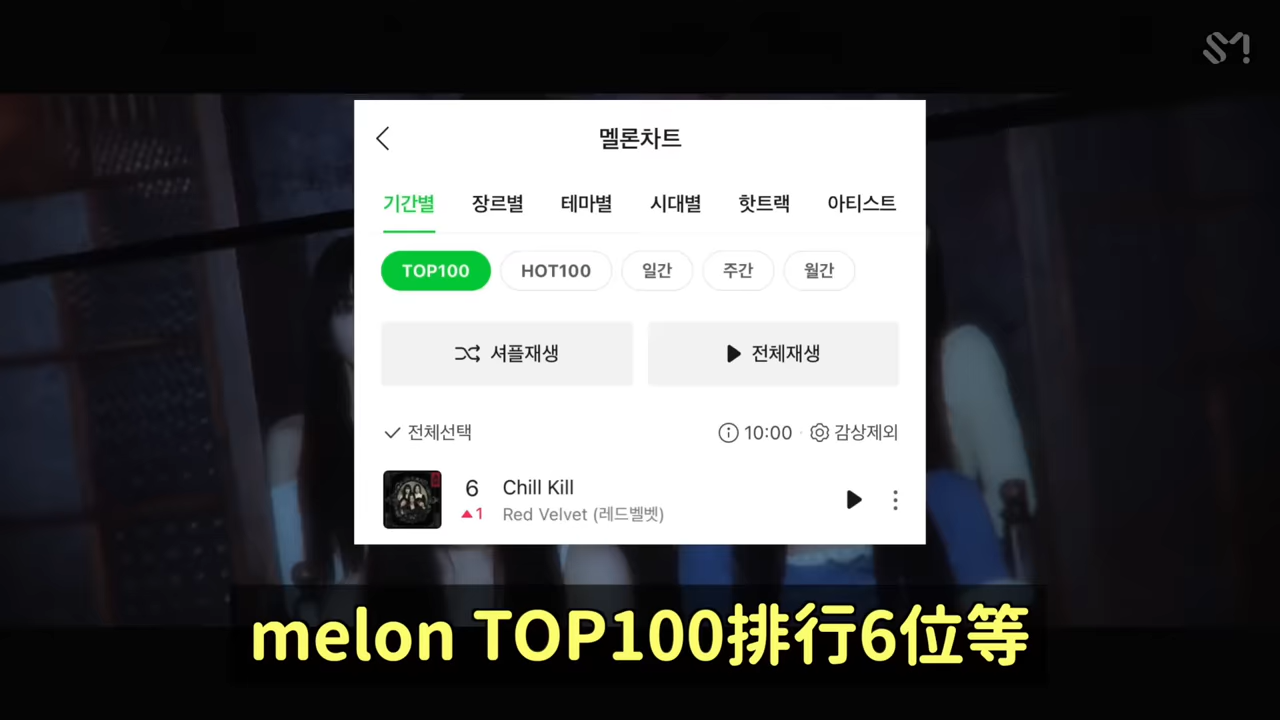 SM!
멜론차트
기간별 장르별 테마별 시대별 핫트랙 아티스트
TOP100 HOT100 일간 주간 월간
셔플재생 전체재생
전체선택 10:00 · 감상제외
6 Chill Kill
1 Red Velvet (레드벨벳)
melon TOP100排行6位等